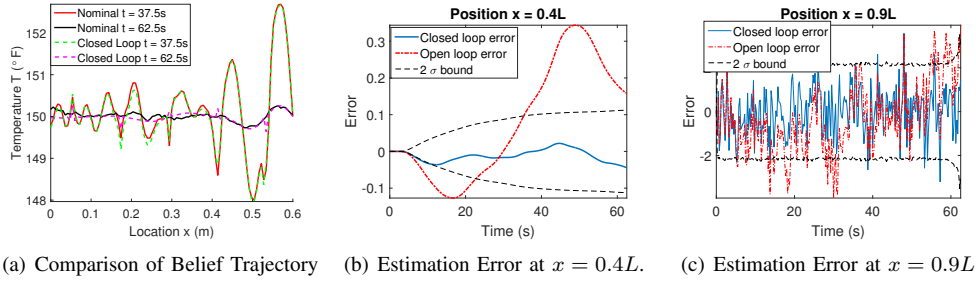 Nominal t = 37.5s
Nominal t = 62.5s
Closed Loop t = 37.5s
Closed Loop t = 62.5s
152
151
150
149
148
Temperature T (° F)
0
0.1
0.2
0.3
0.4
0.5
0.6
Location x (m)
Position x = 0.4L
Closed loop error
Open loop error
2 σ bound
0.3
0.2
0.1
0
-0.1
Error
0
20
40
60
Time (s)
Position x = 0.9L
Closed loop error
Open loop error
2 σ bound
0
-2
Error
0
20
40
60
Time (s)
(a) Comparison of Belief Trajectory
(b) Estimation Error at x = 0.4L.
(c) Estimation Error at x = 0.9L